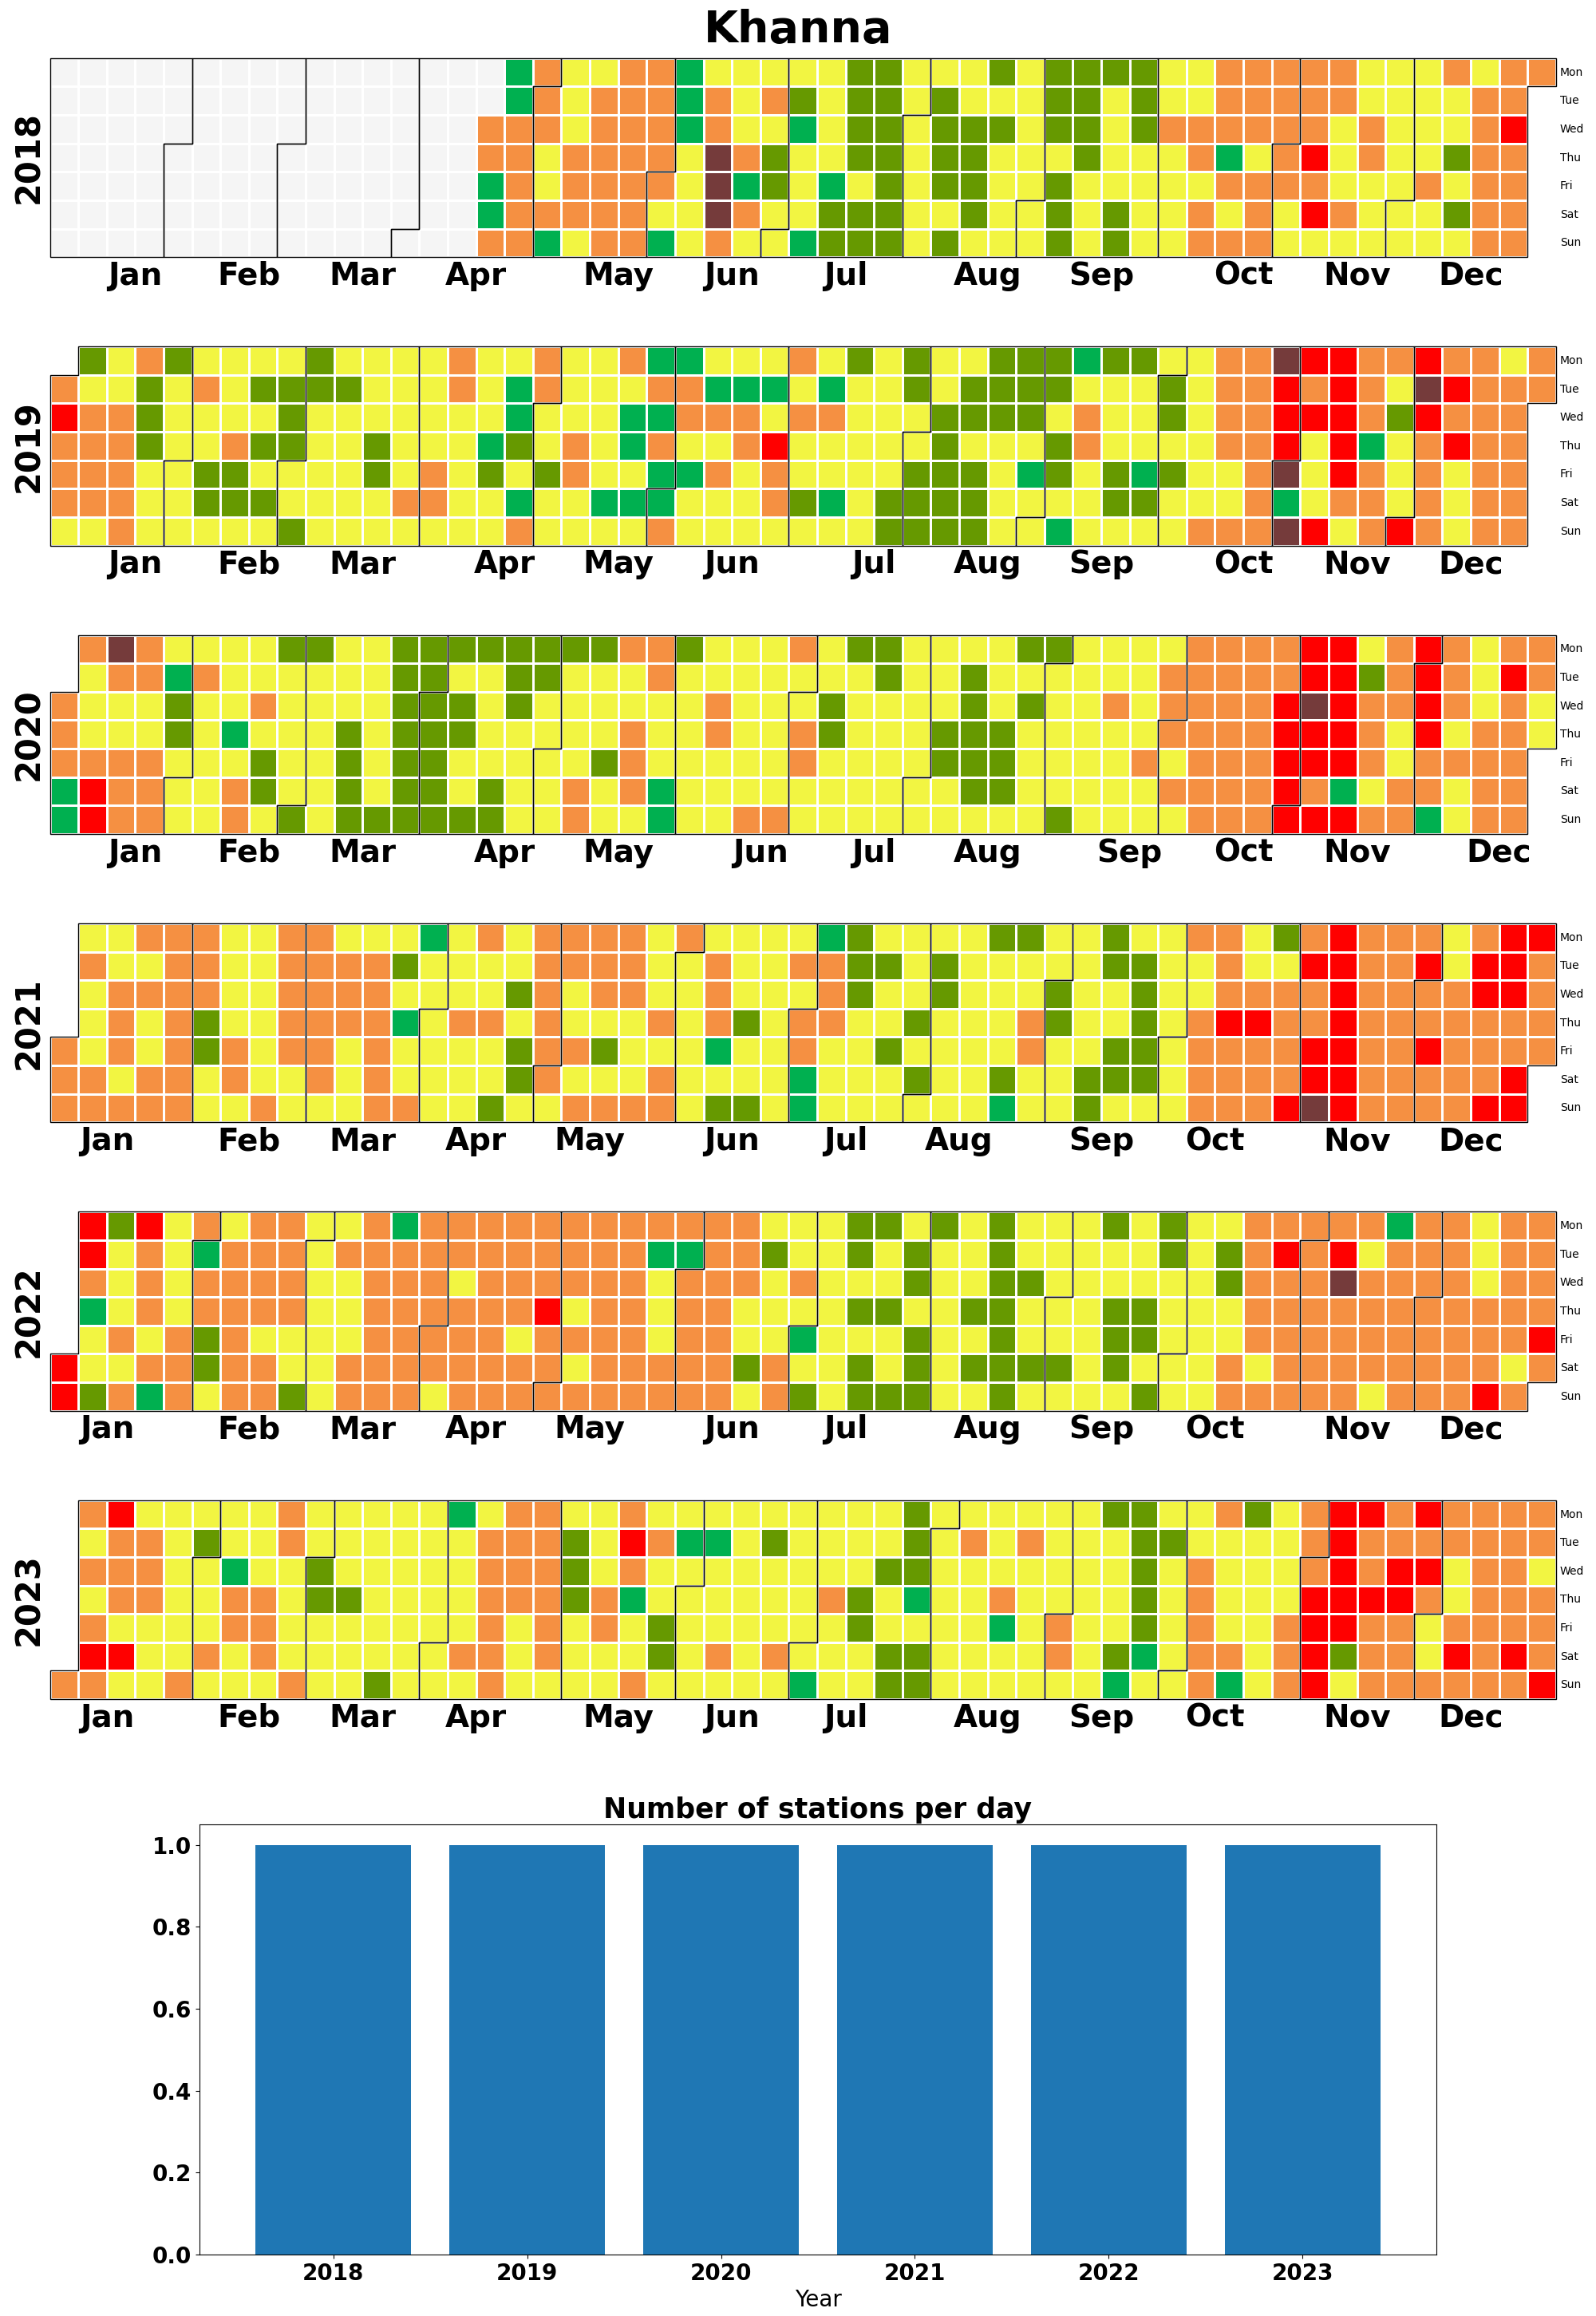 Khanna
2018
Mon
Tue
Wed
Thu
Fri
Sat
Sun
Jan Feb Mar Apr May Jun Jul Aug Sep Oct Nov Dec
2019
Mon
Tue
Wed
Thu
Fri
Sat
Sun
Jan Feb Mar Apr May Jun Jul Aug Sep Oct Nov Dec
2020
Mon
Tue
Wed
Thu
Fri
Sat
Sun
Jan Feb Mar Apr May Jun Jul Aug Sep Oct Nov Dec
2021
Mon
Tue
Wed
Thu
Fri
Sat
Sun
Jan Feb Mar Apr May Jun Jul Aug Sep Oct Nov Dec
2022
Mon
Tue
Wed
Thu
Fri
Sat
Sun
Jan Feb Mar Apr May Jun Jul Aug Sep Oct Nov Dec
2023
Mon
Tue
Wed
Thu
Fri
Sat
Sun
Jan Feb Mar Apr May Jun Jul Aug Sep Oct Nov Dec
Number of stations per day
1.0
0.8
0.6
0.4
0.2
0.0
2018 2019 2020 2021 2022 2023
Year